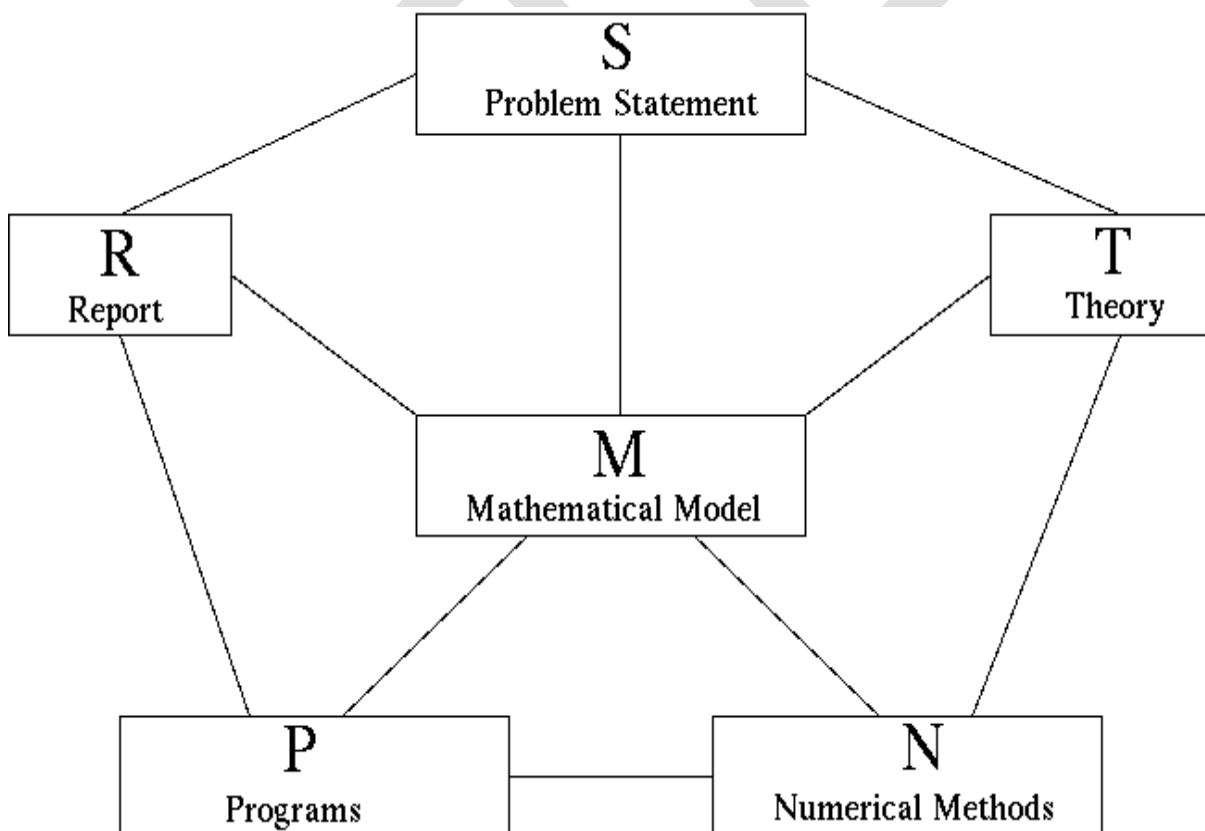 S
Problem Statement
R
Report
T
Theory
M
Mathematical Model
P
Programs
N
Numerical Methods